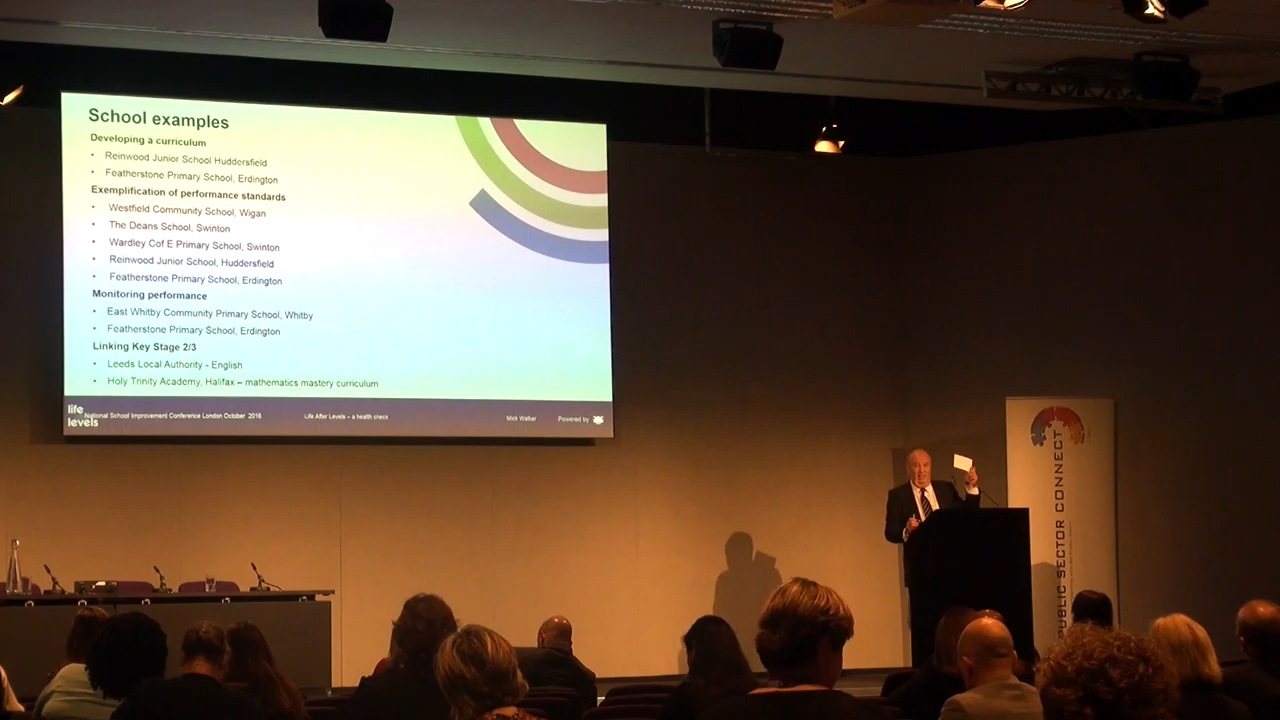 School examples
Developing a curriculum
• Reinwood Junior School Huddersfield
• Featherstone Primary School, Erdington
Exemplification of performance standards
• Westfield Community School, Wigan
• The Deans School, Swinton
• Wardley Cof E Primary School, Swinton
• Reinwood Junior School, Huddersfield
• Featherstone Primary School, Erdington
Monitoring performance
• East Whitby Community Primary School, Whitby
• Featherstone Primary School, Erdington
Linking Key Stage 2/3
• Leeds Local Authority - English
• Holy Trinity Academy, Halifax – mathematics mastery curriculum
life
levels
National School Improvement Conference London October 2016
Life After Levels – a health check
Mick Walker
Powered by
PUBLIC SECTOR CONNECT